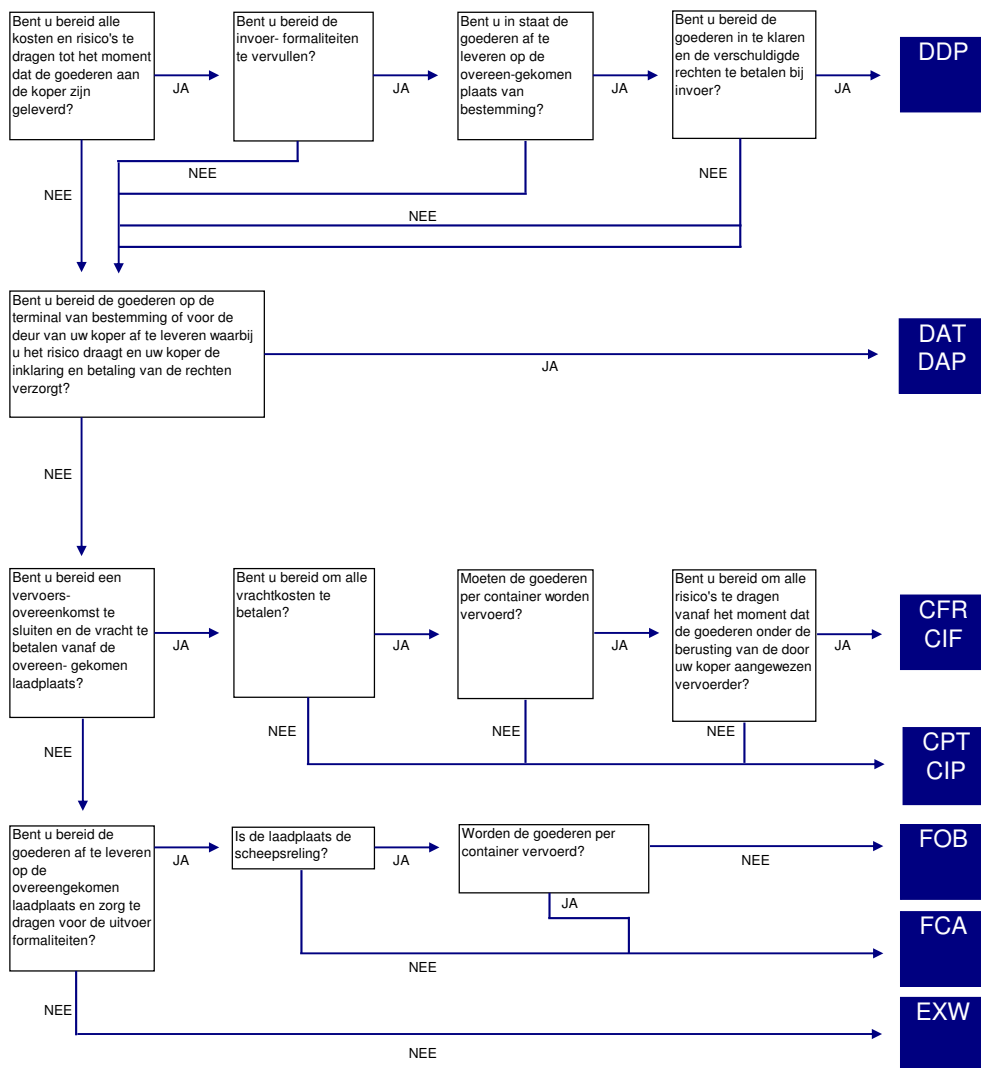 Bent u bereid alle
kosten en risico's te
dragen tot het moment
dat de goederen aan
de koper zijn
geleverd?
JA
Bent u bereid de
invoer- formaliteiten
te vervullen?
JA
Bent u in staat de
goederen af te
leveren op de
overeen-gekomen
plaats van
bestemming?
JA
Bent u bereid de
goederen in te klaren
en de verschuldigde
rechten te betalen bij
invoer?
JA
DDP
NEE
NEE
NEE
NEE
Bent u bereid de goederen op de
terminal van bestemming of voor de
deur van uw koper af te leveren waarbij
u het risico draagt en uw koper de
inklaring en betaling van de rechten
verzorgt?
JA
DAT
DAP
NEE
Bent u bereid een
vervoers-
overeenkomst te
sluiten en de vracht te
betalen vanaf de
overeen- gekomen
laadplaats?
JA
Bent u bereid om alle
vrachtkosten te
betalen?
JA
Moeten de goederen
per container worden
vervoerd?
JA
Bent u bereid om alle
risico's te dragen
vanaf het moment dat
de goederen onder de
berusting van de door
uw koper aangewezen
vervoerder?
JA
CFR
CIF
NEE
NEE
NEE
NEE
CPT
CIP
Bent u bereid de
goederen af te leveren
op de
overeengekomen
laadplaats en zorg te
dragen voor de uitvoer
formaliteiten?
JA
Is de laadplaats de
scheepsreling?
JA
Worden de goederen per
container vervoerd?
NEE
FOB
JA
NEE
FCA
NEE
NEE
EXW